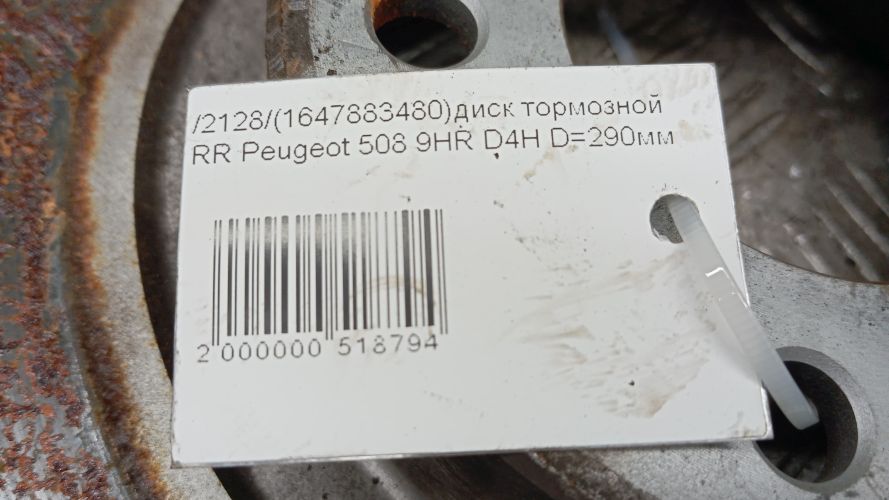 /2128/(1647883480)диск тормозной
RR Peugeot 508 9HR D4H D=290мм
2 000000 518794